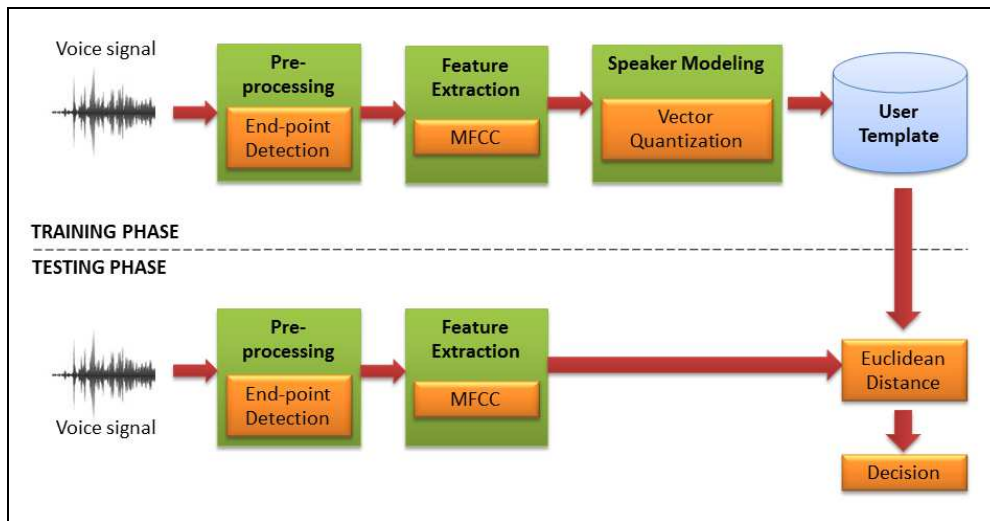 Voice signal
Pre-
processing
End-point
Detection
Feature
Extraction
MFCC
Speaker Modeling
Vector
Quantization
User
Template
TRAINING PHASE
TESTING PHASE
Voice signal
Pre-
processing
End-point
Detection
Feature
Extraction
MFCC
Euclidean
Distance
Decision